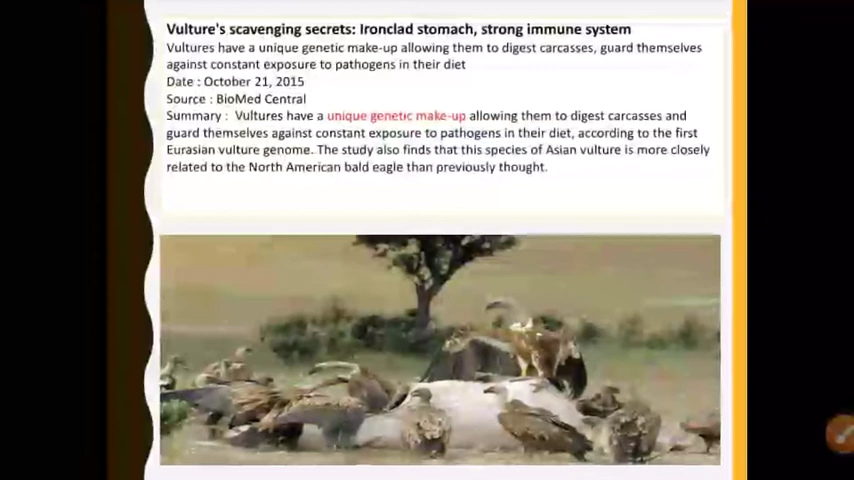 Vulture's scavenging secrets: Ironclad stomach, strong immune system
Vultures have a unique genetic make-up allowing them to digest carcasses, guard themselves
against constant exposure to pathogens in their diet
Date : October 21, 2015
Source : BioMed Central
Summary : Vultures have a unique genetic make-up allowing them to digest carcasses and
guard themselves against constant exposure to pathogens in their diet, according to the first
Eurasian vulture genome. The study also finds that this species of Asian vulture is more closely
related to the North American bald eagle than previously thought.